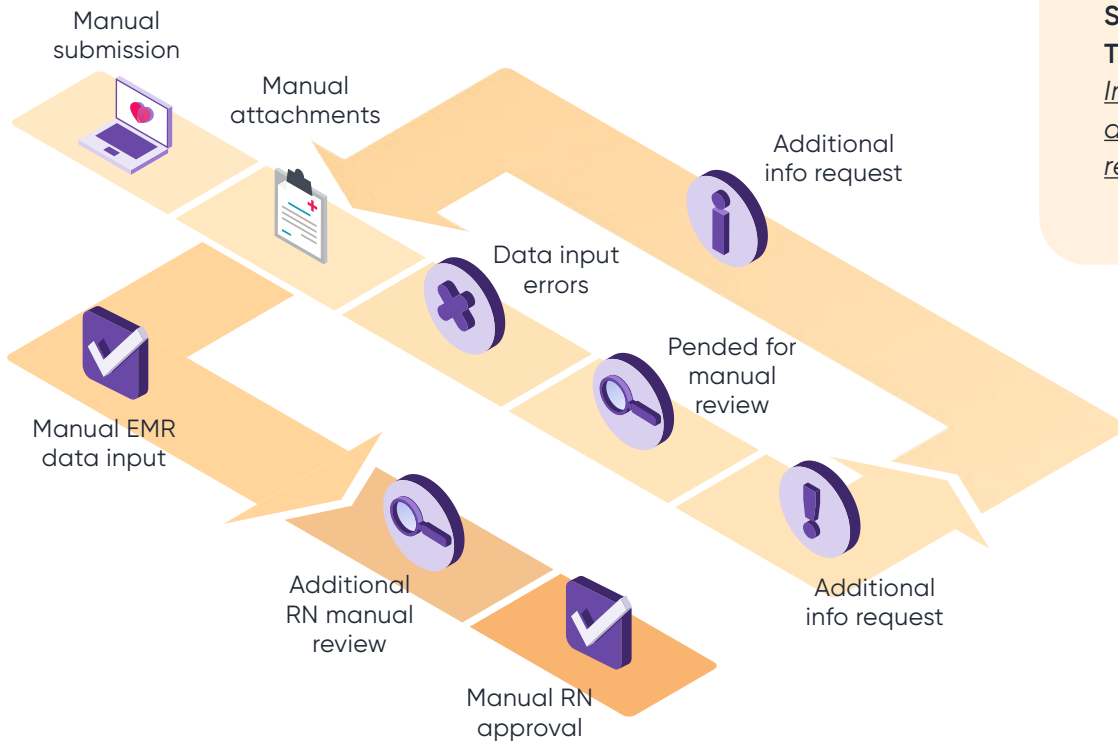 Manual
submission
Manual
attachments
Additional
info request
Data input
errors
Pended for
manual
review
Additional
info request
Manual EMR
data input
Additional
RN manual
review
Manual RN
approval